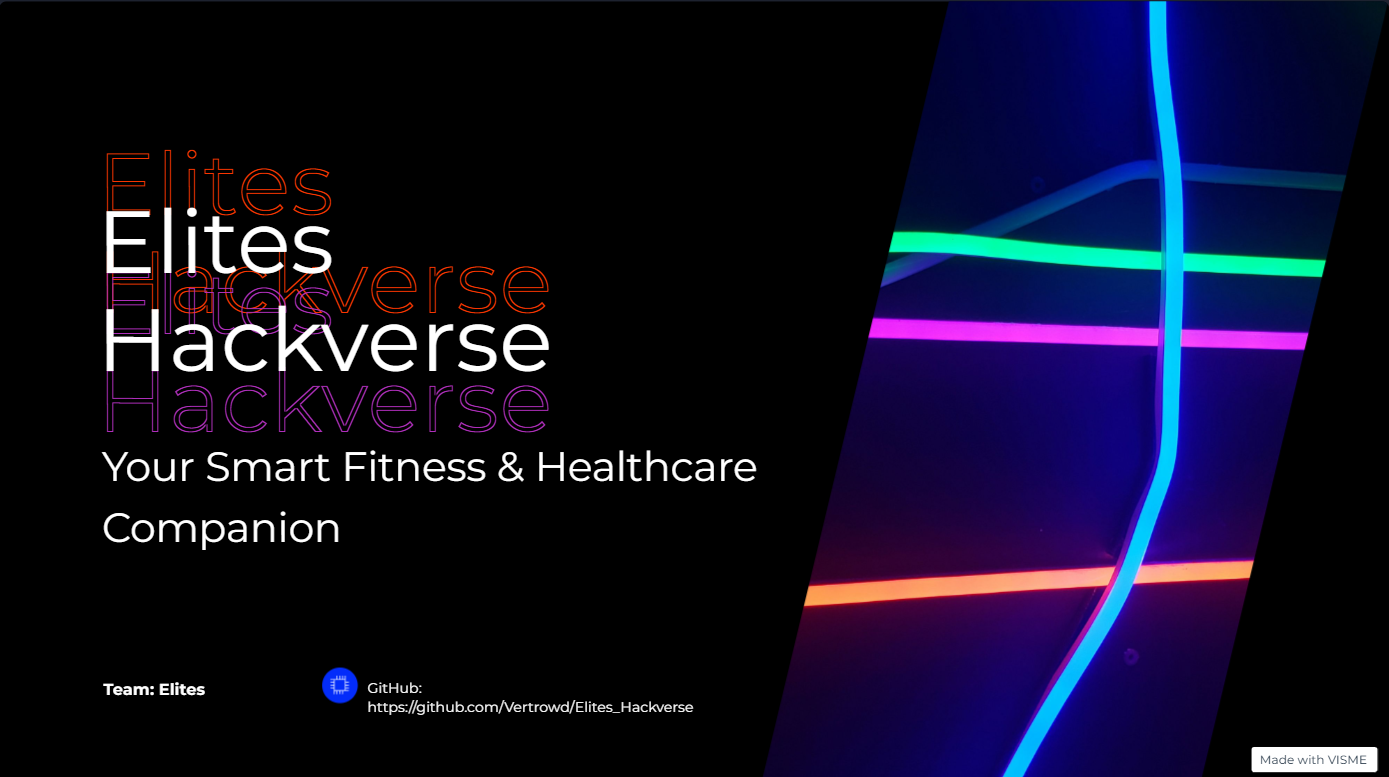 Elites
Elites
Hackverse
Elites
Hackverse
Hackverse
Your Smart Fitness & Healthcare
Companion
Team: Elites
GitHub:
https://github.com/Vertrowd/Elites_Hackverse
Made with VISME